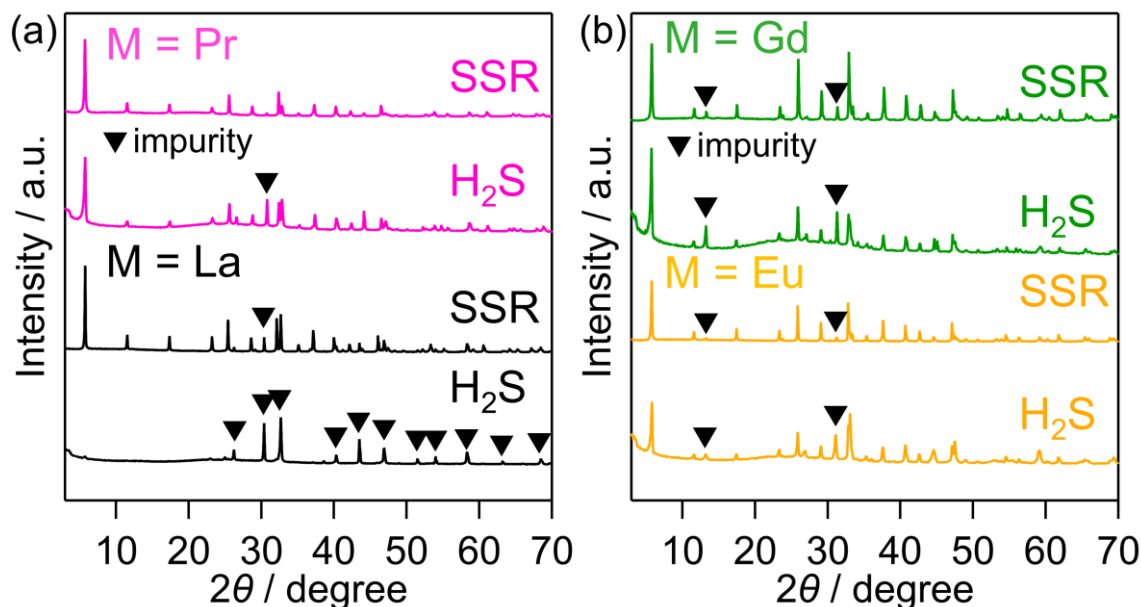 (a)
M = Pr
SSR
▼ impurity
H₂S
M = La
SSR
H₂S
Intensity / a.u.
10 20 30 40 50 60 70
2θ / degree
(b)
M = Gd
SSR
▼ impurity
H₂S
M = Eu
SSR
H₂S
Intensity / a.u.
10 20 30 40 50 60 70
2θ / degree